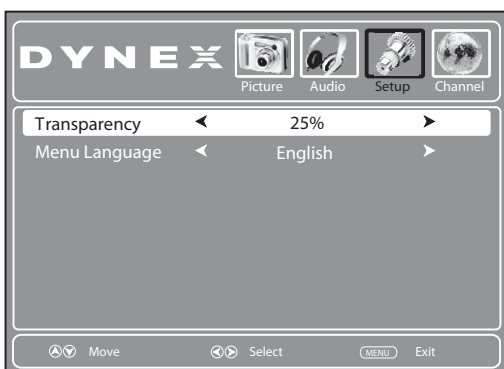 DYNEX
Picture Audio Setup Channel
Transparency 25%
Menu Language English
Move Select MENU Exit